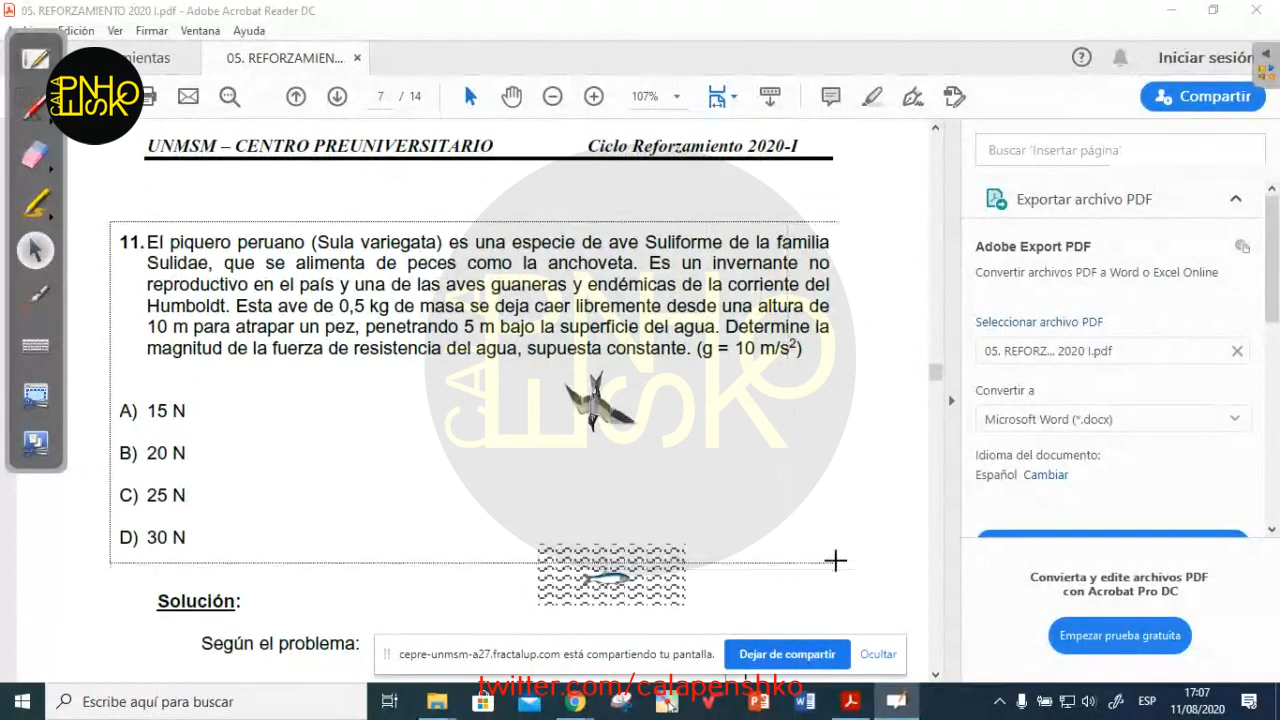 05. REFORZAMIENTO 2020 I.pdf - Adobe Acrobat Reader DC
Edición Ver Firmar Ventana Ayuda
05. REFORZAMIEN... ×
Iniciar sesión
CALA
PENHO
ESK
7 / 14
107%
Compartir
UNMSM – CENTRO PREUNIVERSITARIO Ciclo Reforzamiento 2020-I
11. El piquero peruano (Sula variegata) es una especie de ave Suliforme de la familia
Sulidae, que se alimenta de peces como la anchoveta. Es un invernante no
reproductivo en el país y una de las aves guaneras y endémicas de la corriente del
Humboldt. Esta ave de 0,5 kg de masa se deja caer libremente desde una altura de
10 m para atrapar un pez, penetrando 5 m bajo la superficie del agua. Determine la
magnitud de la fuerza de resistencia del agua, supuesta constante. (g = 10 m/s²)
A) 15 N
B) 20 N
C) 25 N
D) 30 N
Solución:
Según el problema:
cepre-unmsm-a27.fractalup.com está compartiendo tu pantalla. Dejar de compartir Ocultar
Buscar 'Insertar página'
Exportar archivo PDF
Adobe Export PDF
Convertir archivos PDF a Word o Excel Online
Seleccionar archivo PDF
05. REFORZ... 2020 I.pdf
Convertir a
Microsoft Word (*.docx)
Idioma del documento:
Español Cambiar
Convierta y edite archivos PDF
con Acrobat Pro DC
Empezar prueba gratuita
twitter.com/calapenshko
Escribe aquí para buscar
ESP
17:07
11/08/2020